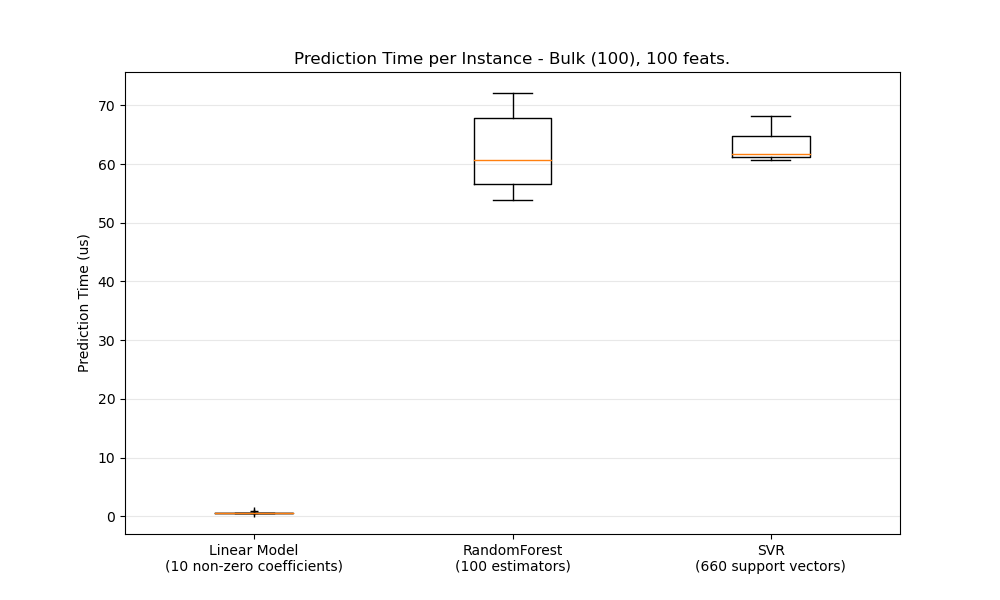 Prediction Time per Instance - Bulk (100), 100 feats.
Prediction Time (us)
70
60
50
40
30
20
10
0
Linear Model
(10 non-zero coefficients)
RandomForest
(100 estimators)
SVR
(660 support vectors)